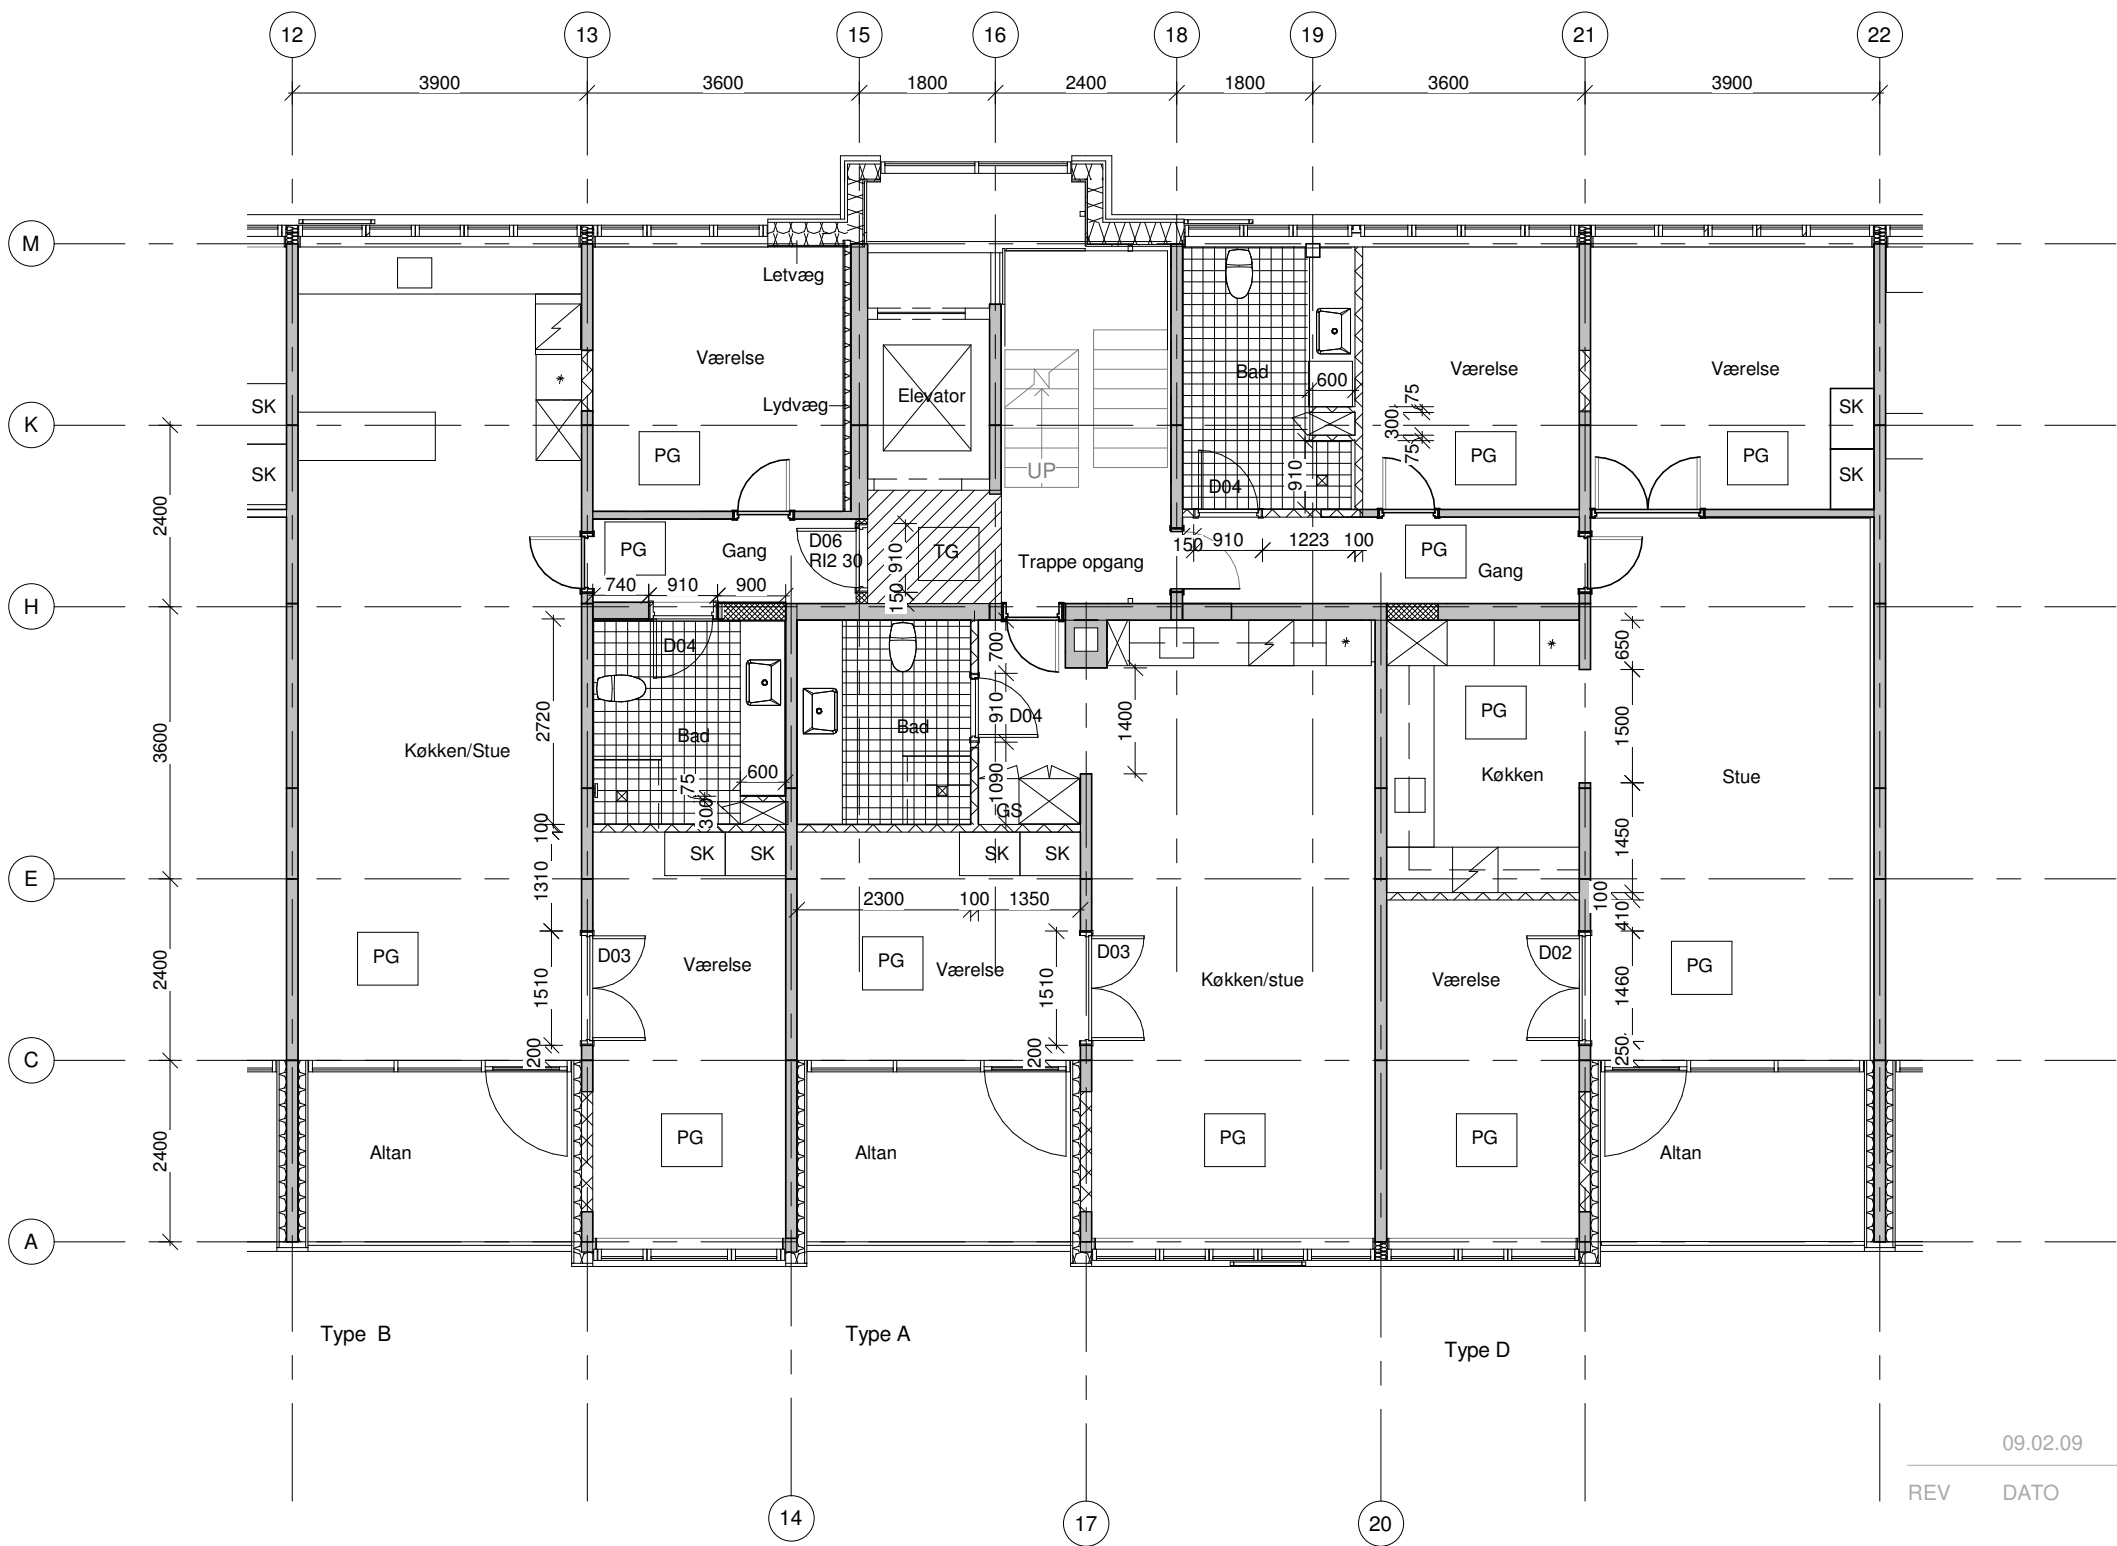 12 13 15 16 18 19 21 22
3900 3600 1800 2400 1800 3600 3900
M
Letvæg
Værelse
Bad
Værelse
Værelse
600
Elevator
Lydvæg
SK
SK
K
75
300
75
PG
PG
PG
SK
SK
UP
910
D04
2400
PG
Gang
D06
RI2 30
910
TG
Trappe opgang
150
910
1223
100
PG
Gang
740
910
900
150
H
D04
700
650
2720
910
D04
1400
PG
1500
Bad
Bad
3600
Køkken/Stue
Køkken
Stue
600
75
300
1090
GS
100
1450
SK
SK
SK
SK
E
1310
2300
100
1350
100
410
2400
PG
D03
Værelse
PG
Værelse
D03
Køkken/stue
Værelse
D02
PG
1510
1510
1460
200
200
250
C
2400
Altan
PG
Altan
PG
PG
Altan
A
Type B
Type A
Type D
09.02.09
REV DATO
14 17 20